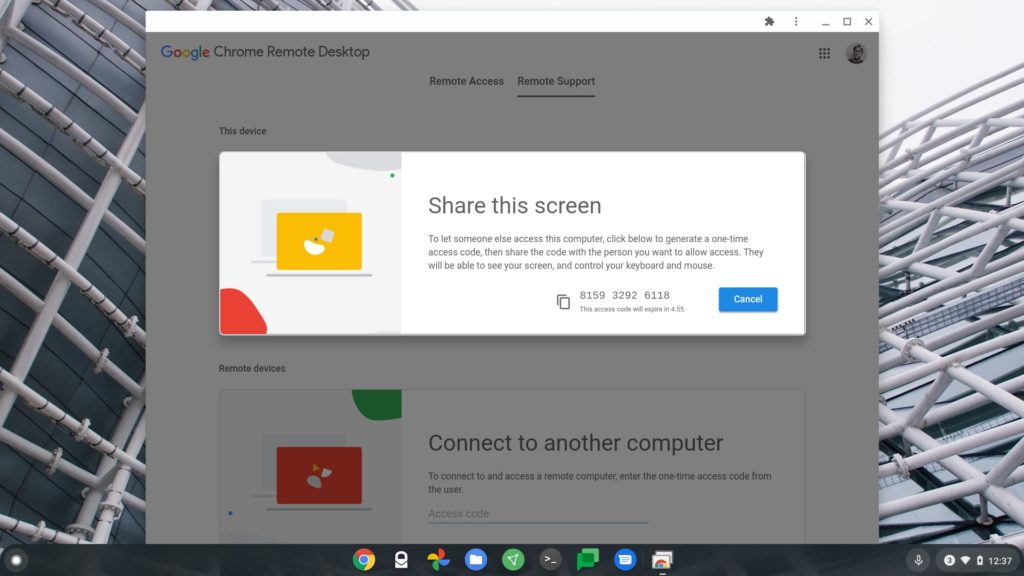 Google Chrome Remote Desktop
Remote Access Remote Support
This device
Share this screen
To let someone else access this computer, click below to generate a one-time
access code, then share the code with the person you want to allow access. They
will be able to see your screen, and control your keyboard and mouse.
8159 3292 6118
This access code will expire in 4:55.
Cancel
Remote devices
Connect to another computer
To connect to and access a remote computer, enter the one-time access code from
the user.
Access code
>_
3 12:37